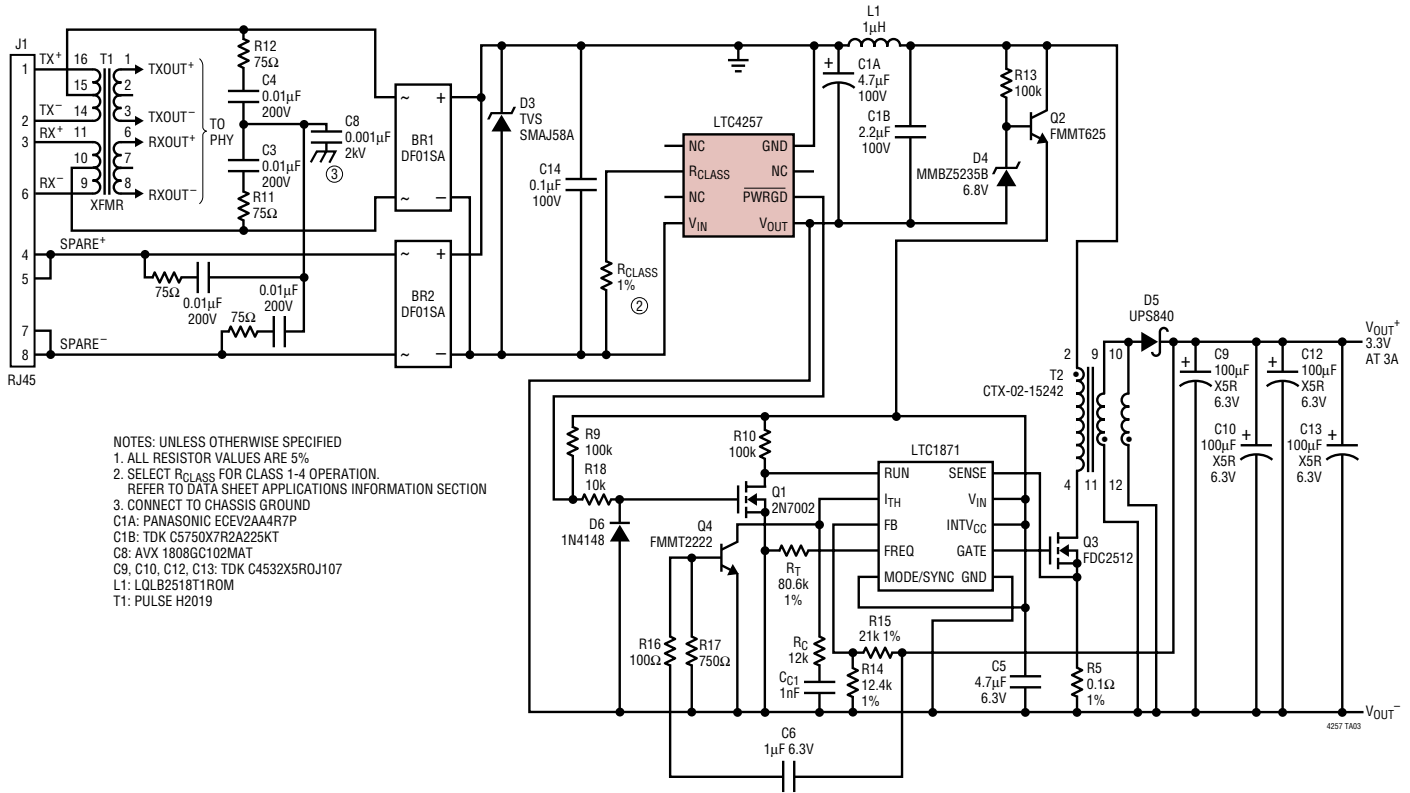 J1
TX+
TX–
RX+
RX–
1
2
3
6
4
5
7
8
RJ45
SPARE+
SPARE–
16
15
14
11
10
9
T1
1
2
3
6
7
8
XFMR
TXOUT+
TXOUT–
RXOUT+
RXOUT–
TO
PHY
R12
75Ω
C4
0.01µF
200V
C3
0.01µF
200V
R11
75Ω
C8
0.001µF
2kV
3
75Ω
0.01µF
200V
75Ω
0.01µF
200V
~
+
BR1
DF01SA
~
–
~
+
BR2
DF01SA
~
–
D3
TVS
SMAJ58A
C14
0.1µF
100V
RCLASS
1%
2
LTC4257
NC
RCLASS
NC
VIN
GND
NC
PWRGD
VOUT
L1
1µH
+
C1A
4.7µF
100V
C1B
2.2µF
100V
R13
100k
Q2
FMMT625
D4
MMBZ5235B
6.8V
D5
UPS840
VOUT+
3.3V
AT 3A
2
9
10
T2
CTX-02-15242
4
11
12
+
C9
100µF
X5R
6.3V
C10
+
100µF
X5R
6.3V
+
C12
100µF
X5R
6.3V
C13
+
100µF
X5R
6.3V
R9
100k
R18
10k
R10
100k
Q1
2N7002
D6
1N4148
Q4
FMMT2222
LTC1871
RUN
ITH
FB
FREQ
MODE/SYNC
SENSE
VIN
INTVCC
GATE
GND
Q3
FDC2512
RT
80.6k
1%
R15
21k 1%
R16
100Ω
R17
750Ω
RC
12k
CC1
1nF
R14
12.4k
1%
C5
4.7µF
6.3V
R5
0.1Ω
1%
VOUT–
4257 TA03
C6
1µF 6.3V
NOTES: UNLESS OTHERWISE SPECIFIED
1. ALL RESISTOR VALUES ARE 5%
2. SELECT RCLASS FOR CLASS 1-4 OPERATION.
REFER TO DATA SHEET APPLICATIONS INFORMATION SECTION
3. CONNECT TO CHASSIS GROUND
C1A: PANASONIC ECEV2AA4R7P
C1B: TDK C5750X7R2A225KT
C8: AVX 1808GC102MAT
C9, C10, C12, C13: TDK C4532X5ROJ107
L1: LQLB2518T1ROM
T1: PULSE H2019